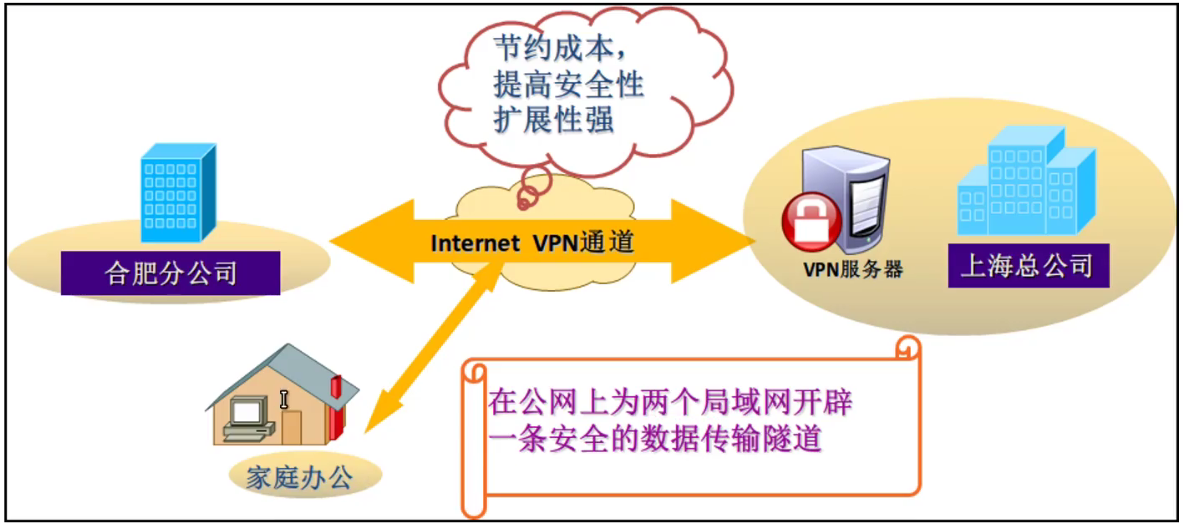 节约成本，
提高安全性
扩展性强
Internet VPN通道
合肥分公司
VPN服务器
上海总公司
在公网上为两个局域网开辟
一条安全的数据传输隧道
家庭办公